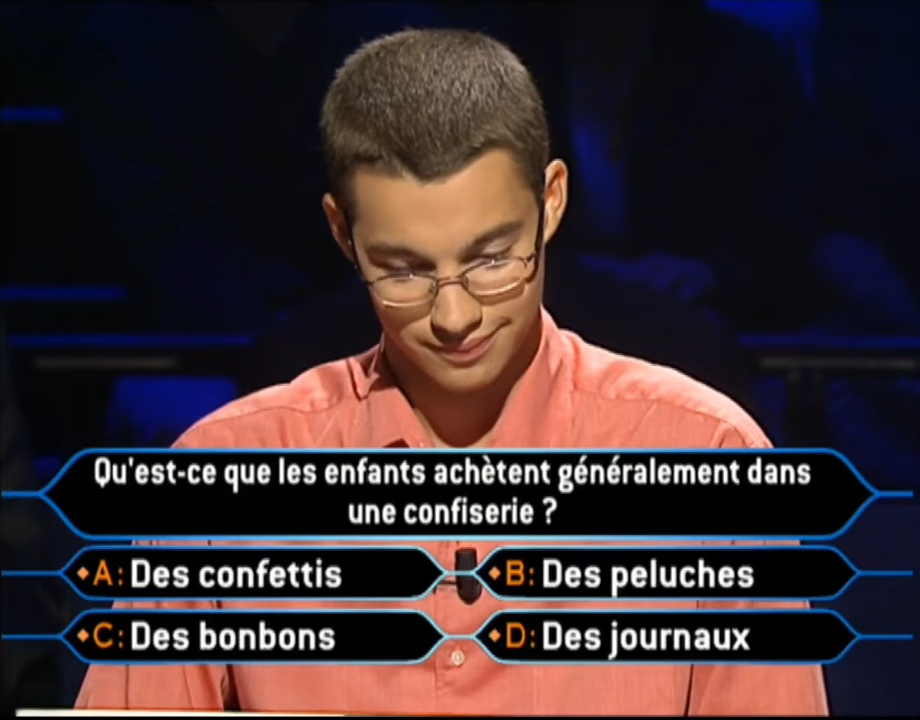 Qu'est-ce que les enfants achètent généralement dans
une confiserie ?
A: Des confettis
B: Des peluches
C: Des bonbons
D: Des journaux